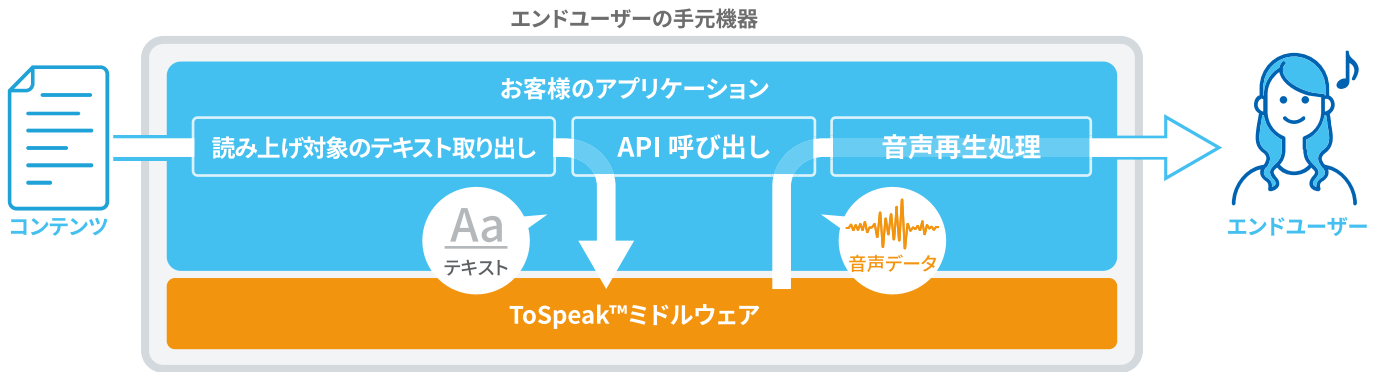 エンドユーザーの手元機器
お客様のアプリケーション
読み上げ対象のテキスト取り出し
API 呼び出し
音声再生処理
コンテンツ
Aa
テキスト
音声データ
エンドユーザー
ToSpeak™ミドルウェア